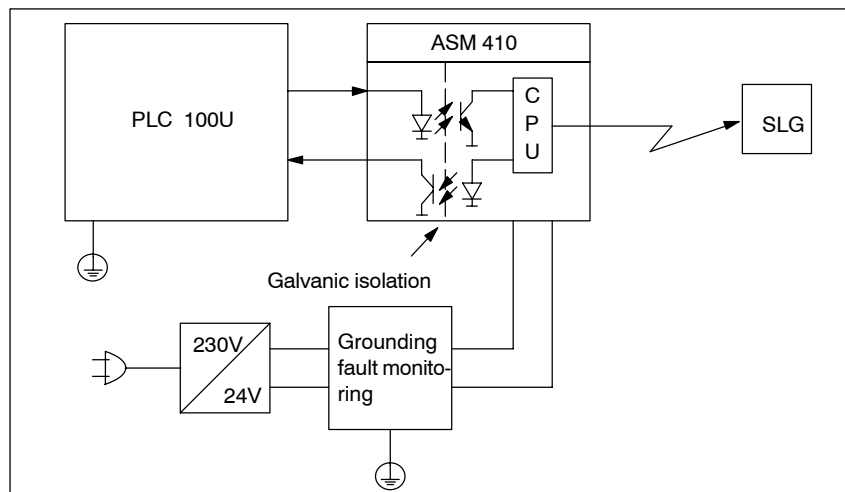 ASM 410
PLC 100U
C
P
U
SLG
Galvanic isolation
230V
24V
Grounding
fault monito-
ring